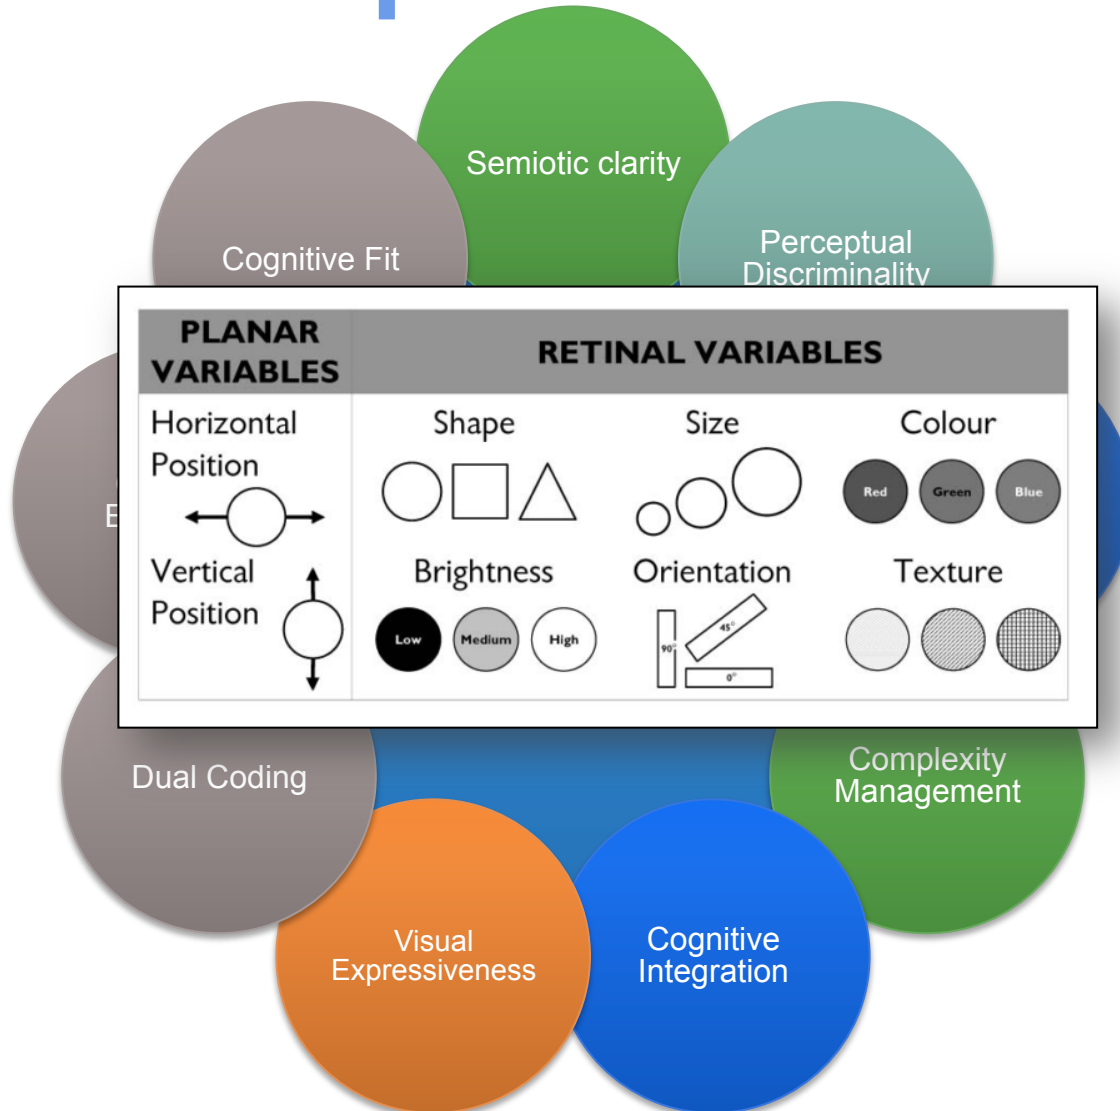 Semiotic clarity
Cognitive Fit
Perceptual
Discriminality
PLANAR
VARIABLES
RETINAL VARIABLES
Horizontal
Position
Shape
Size
Colour
Red
Green
Blue
Vertical
Position
Brightness
Orientation
Texture
Low
Medium
High
90°
45°
0°
Dual Coding
Complexity
Management
Visual
Expressiveness
Cognitive
Integration